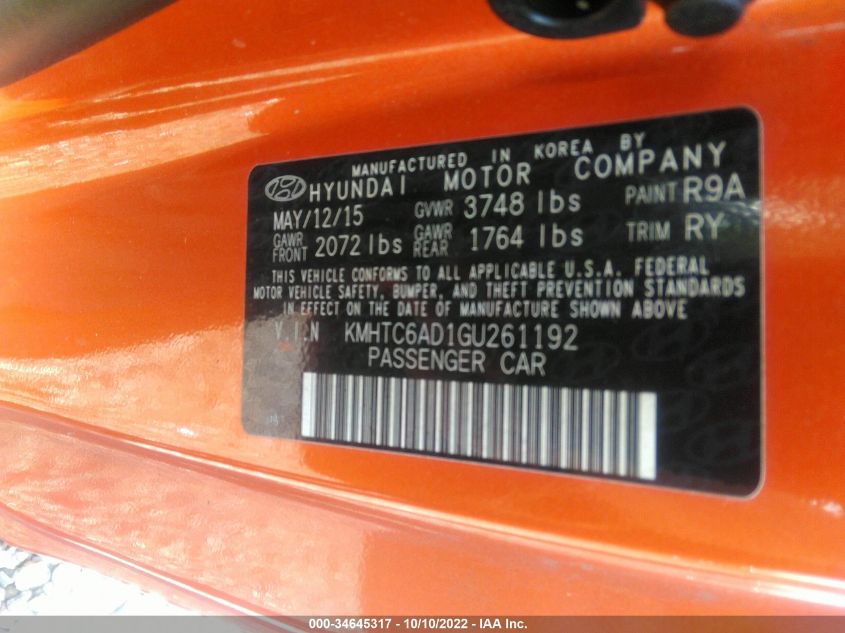 MANUFACTURED IN KOREA BY
HYUNDAI MOTOR COMPANY
MAY/12/15 GVWR 3748 lbs PAINT R9A
GAWR FRONT 2072 lbs GAWR REAR 1764 lbs TRIM RY
THIS VEHICLE CONFORMS TO ALL APPLICABLE U.S.A. FEDERAL
MOTOR VEHICLE SAFETY, BUMPER, AND THEFT PREVENTION STANDARDS
IN EFFECT ON THE DATE OF MANUFACTURE SHOWN ABOVE
V.I.N KMHTC6AD1GU261192
PASSENGER CAR
000-34645317 - 10/10/2022 - IAA Inc.